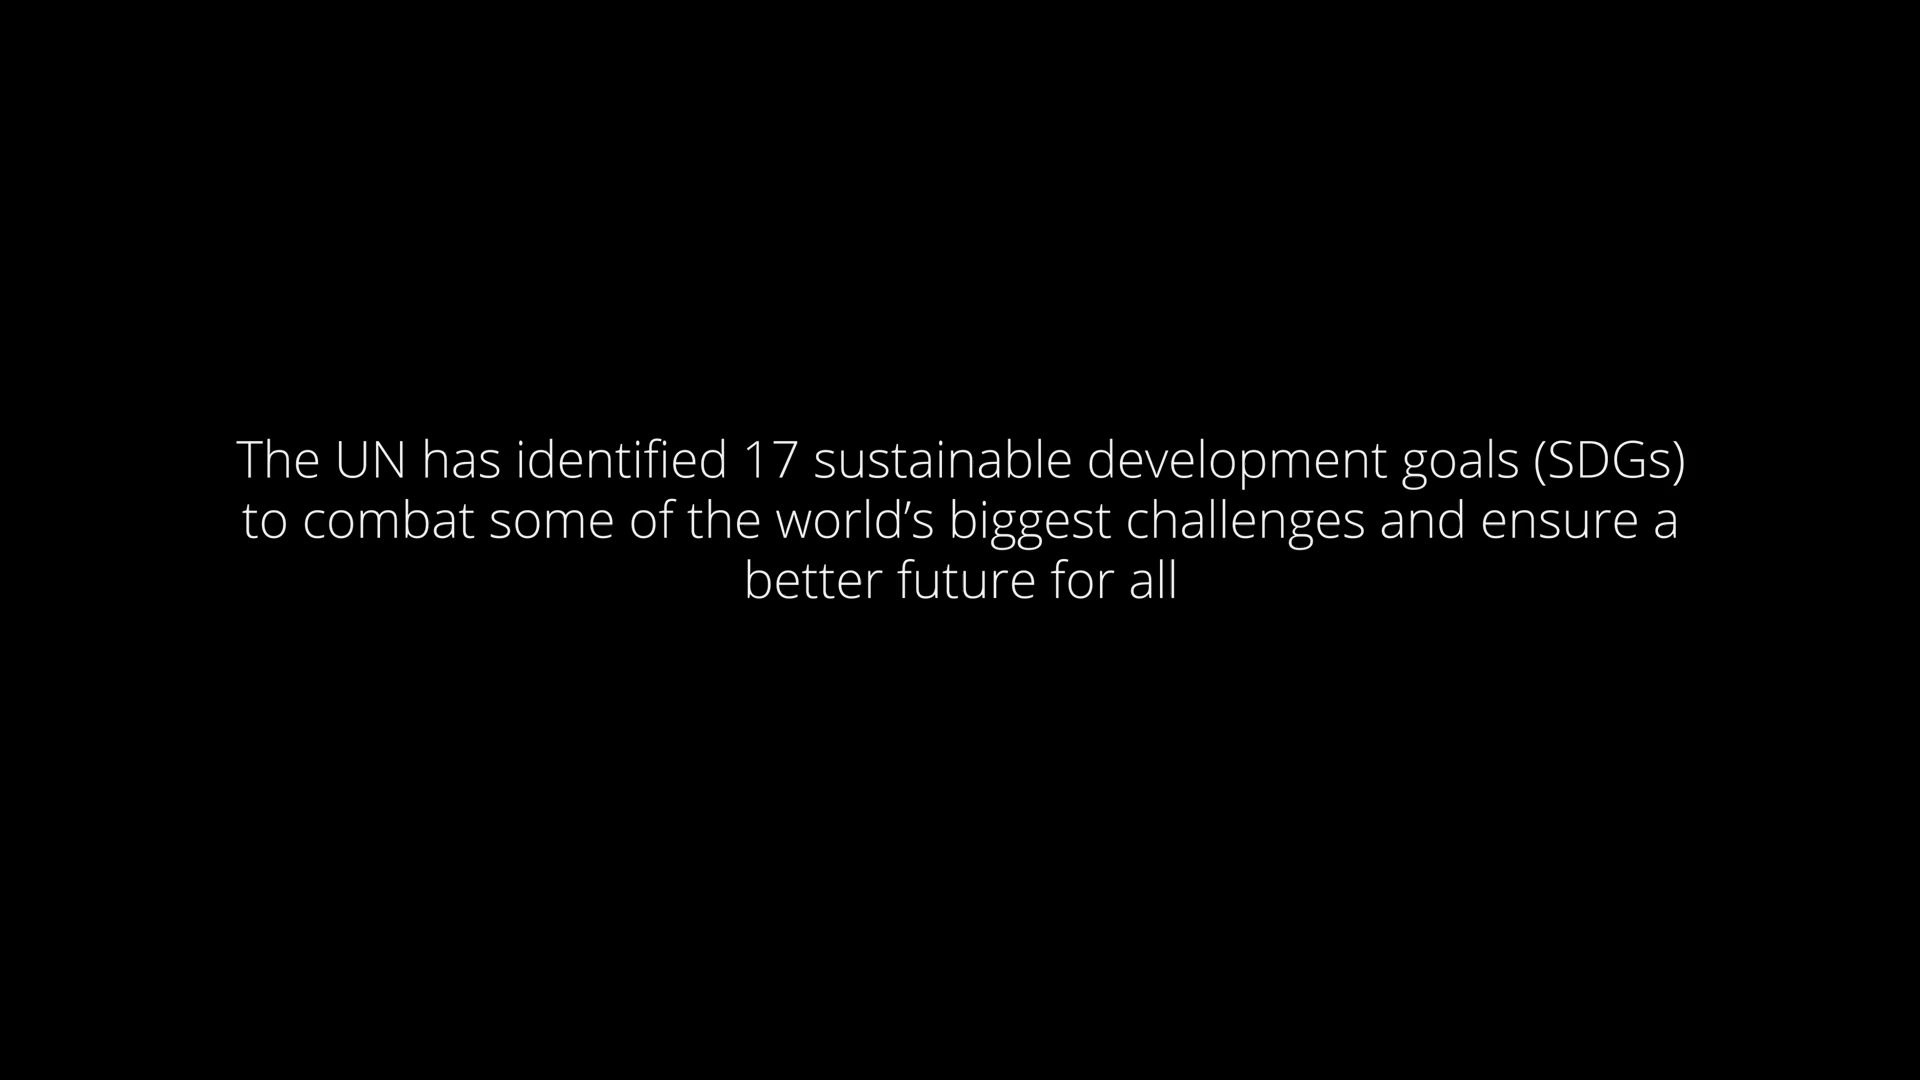 The UN has identified 17 sustainable development goals (SDGs)
to combat some of the world’s biggest challenges and ensure a
better future for all